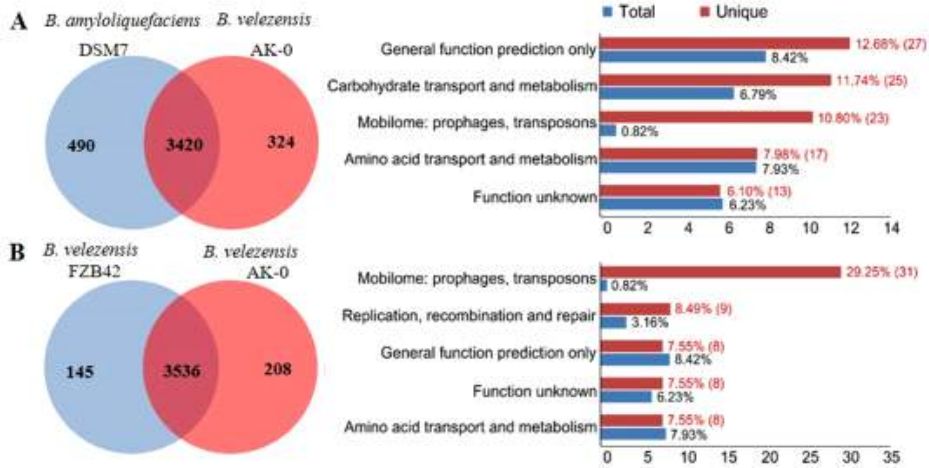 A
B. amyloliquefaciens B. velezensis
DSM7 AK-0
490 3420 324
Total Unique
General function prediction only 12.68% (27)
8.42%
Carbohydrate transport and metabolism 11.74% (25)
6.79%
Mobilome: prophages, transposons 10.80% (23)
0.82%
Amino acid transport and metabolism 7.98% (17)
7.93%
Function unknown 6.10% (13)
6.23%
0 2 4 6 8 10 12 14
B
B. velezensis B. velezensis
FZB42 AK-0
145 3536 208
Mobilome: prophages, transposons 29.25% (31)
0.82%
Replication, recombination and repair 8.49% (9)
3.16%
General function prediction only 7.55% (8)
8.42%
Function unknown 7.55% (8)
6.23%
Amino acid transport and metabolism 7.55% (8)
7.93%
0 5 10 15 20 25 30 35